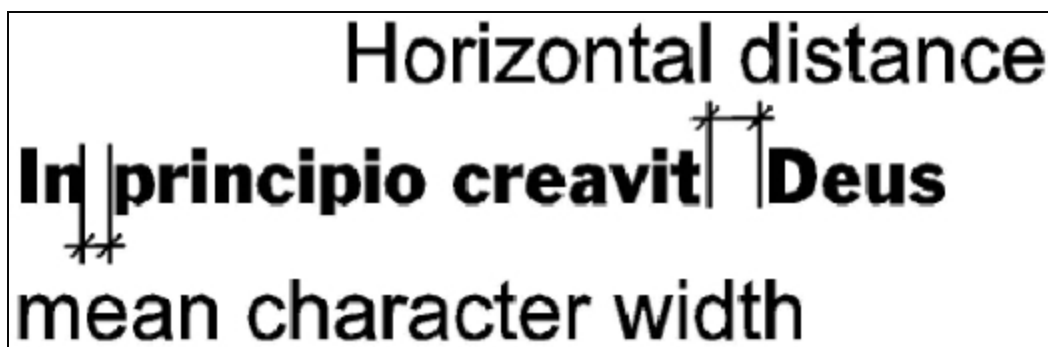 Horizontal distance
In principio creavit Deus
mean character width